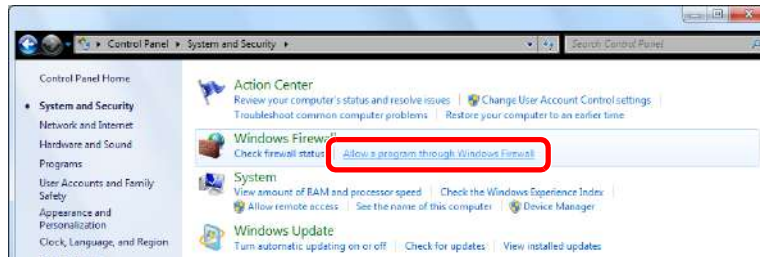 Control Panel ▸ System and Security ▸
Search Control Panel
Control Panel Home
System and Security
Network and Internet
Hardware and Sound
Programs
User Accounts and Family
Safety
Appearance and
Personalization
Clock, Language, and Region
Action Center
Review your computer's status and resolve issues | Change User Account Control settings
Troubleshoot common computer problems | Restore your computer to an earlier time
Windows Firewall
Check firewall status | Allow a program through Windows Firewall
System
View amount of RAM and processor speed | Check the Windows Experience Index
Allow remote access | See the name of this computer | Device Manager
Windows Update
Turn automatic updating on or off | Check for updates | View installed updates